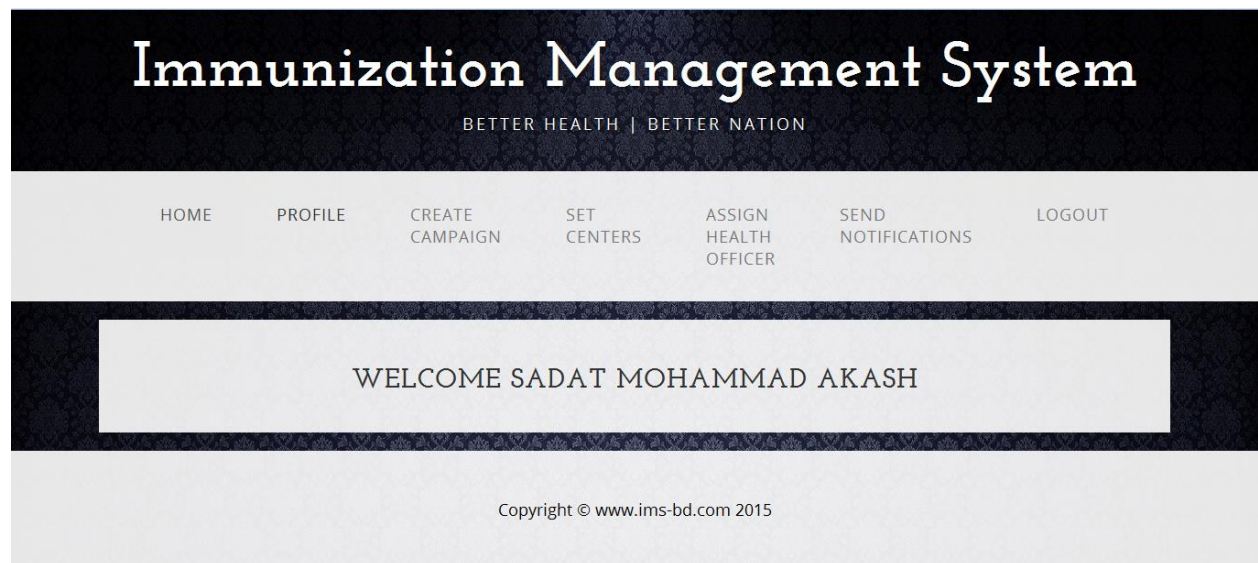 Immunization Management System
BETTER HEALTH | BETTER NATION
HOME
PROFILE
CREATE
CAMPAIGN
SET
CENTERS
ASSIGN
HEALTH
OFFICER
SEND
NOTIFICATIONS
LOGOUT
WELCOME SADAT MOHAMMAD AKASH
Copyright © www.ims-bd.com 2015